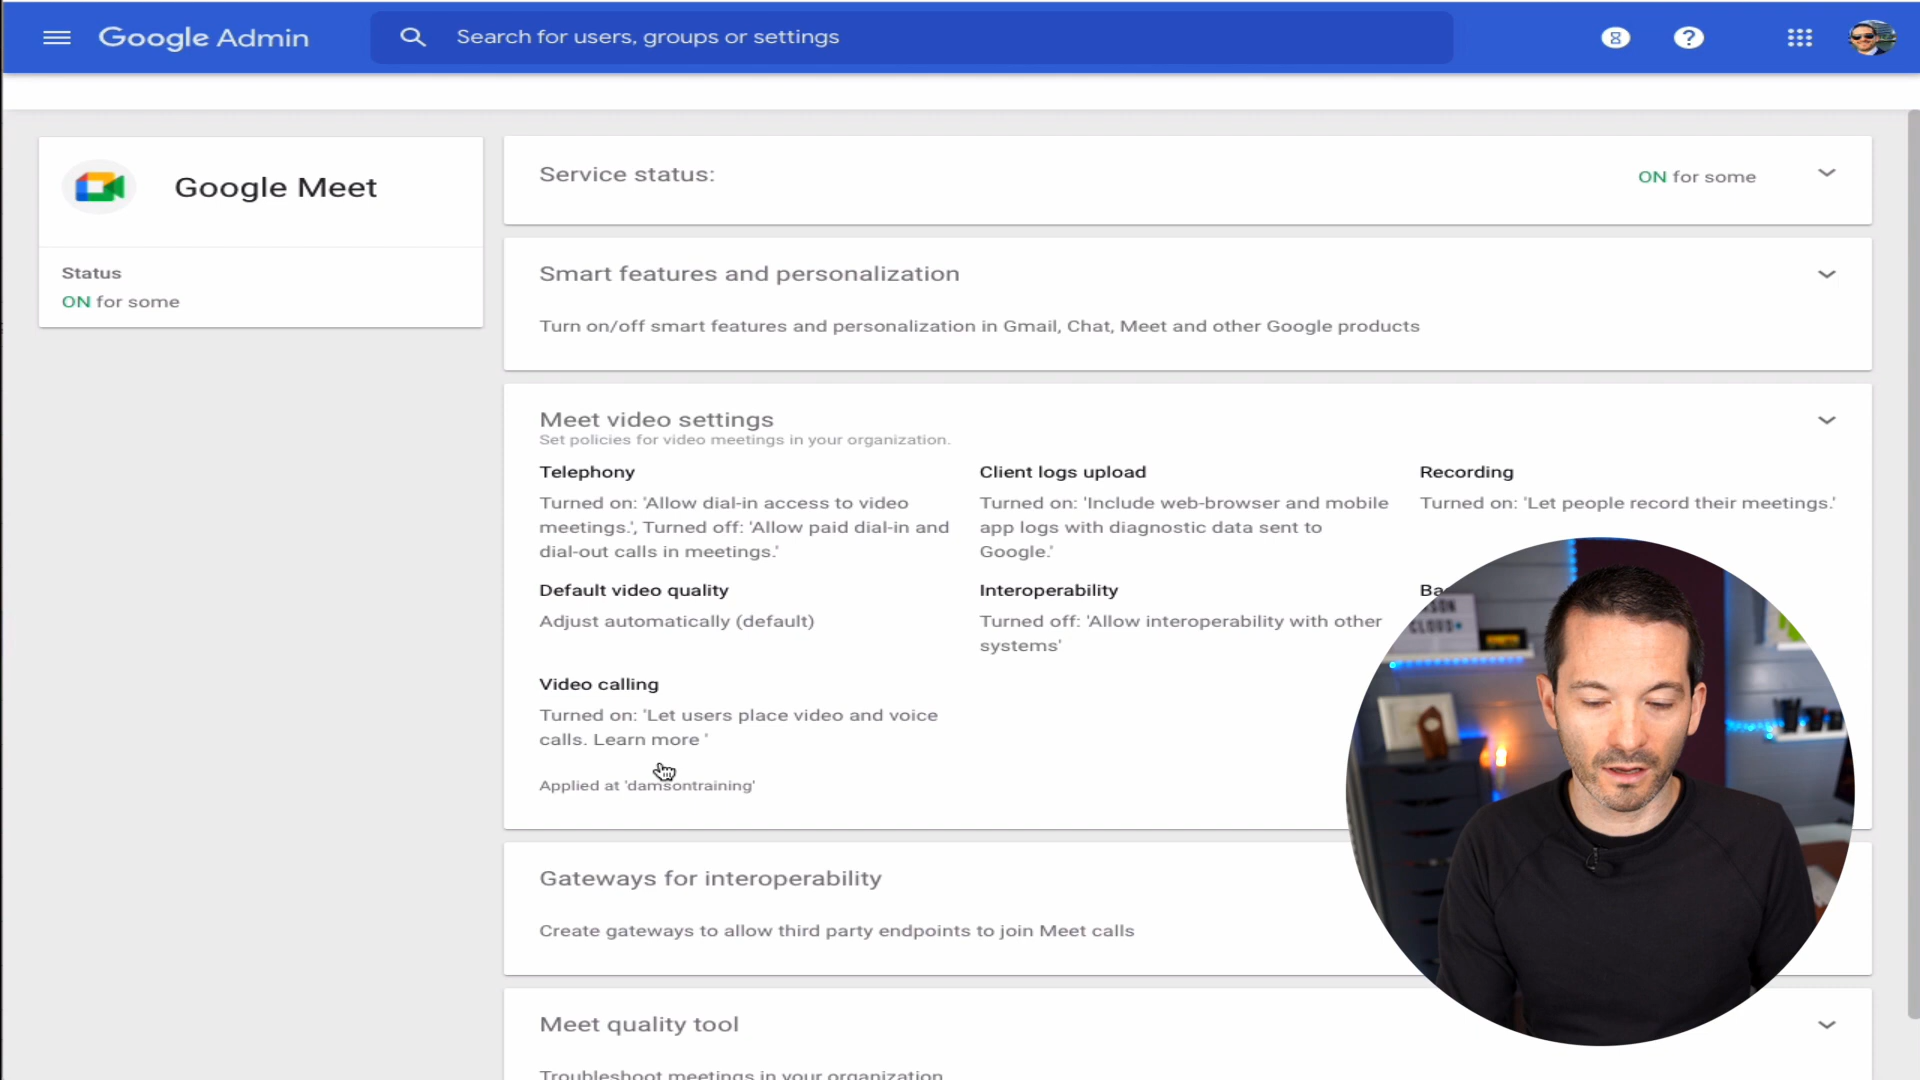 Google Admin
Search for users, groups or settings
Google Meet
Status
ON for some
Service status:
ON for some
Smart features and personalization
Turn on/off smart features and personalization in Gmail, Chat, Meet and other Google products
Meet video settings
Set policies for video meetings in your organization.
Telephony
Turned on: 'Allow dial-in access to video
meetings.', Turned off: 'Allow paid dial-in and
dial-out calls in meetings.'
Client logs upload
Turned on: 'Include web-browser and mobile
app logs with diagnostic data sent to
Google.'
Recording
Turned on: 'Let people record their meetings.'
Default video quality
Adjust automatically (default)
Interoperability
Turned off: 'Allow interoperability with other
systems'
Video calling
Turned on: 'Let users place video and voice
calls. Learn more '
Applied at 'damsontraining'
Gateways for interoperability
Create gateways to allow third party endpoints to join Meet calls
Meet quality tool
Troubleshoot meetings in your organization
CLOUD+